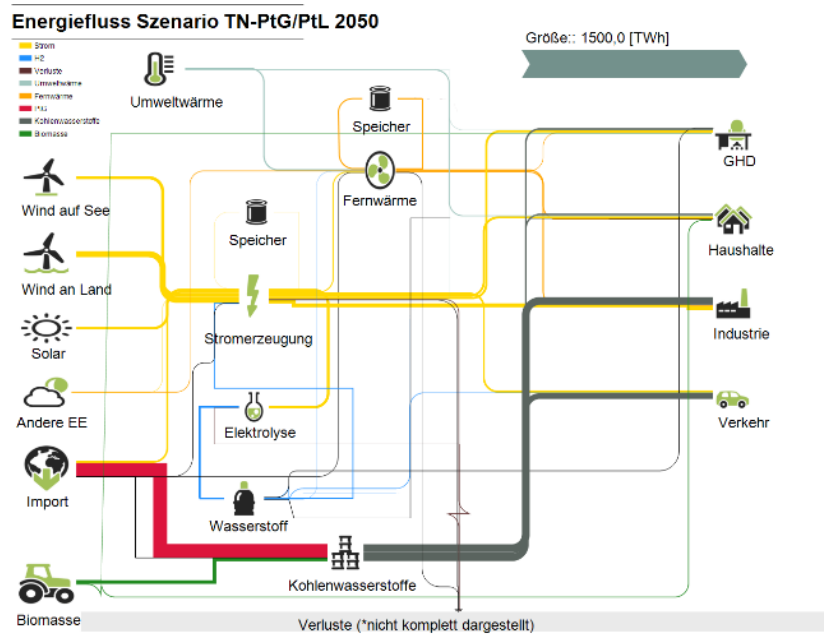 Energiefluss Szenario TN-PtG/PtL 2050
Größe:: 1500,0 [TWh]
Strom
H2
Verluste
Umweltwärme
Fernwärme
PtG
Kohlenwasserstoffe
Biomasse
Umweltwärme
Speicher
GHD
Wind auf See
Fernwärme
Speicher
Haushalte
Wind an Land
Stromerzeugung
Industrie
Solar
Andere EE
Elektrolyse
Verkehr
Import
Wasserstoff
Kohlenwasserstoffe
Biomasse
Verluste (*nicht komplett dargestellt)